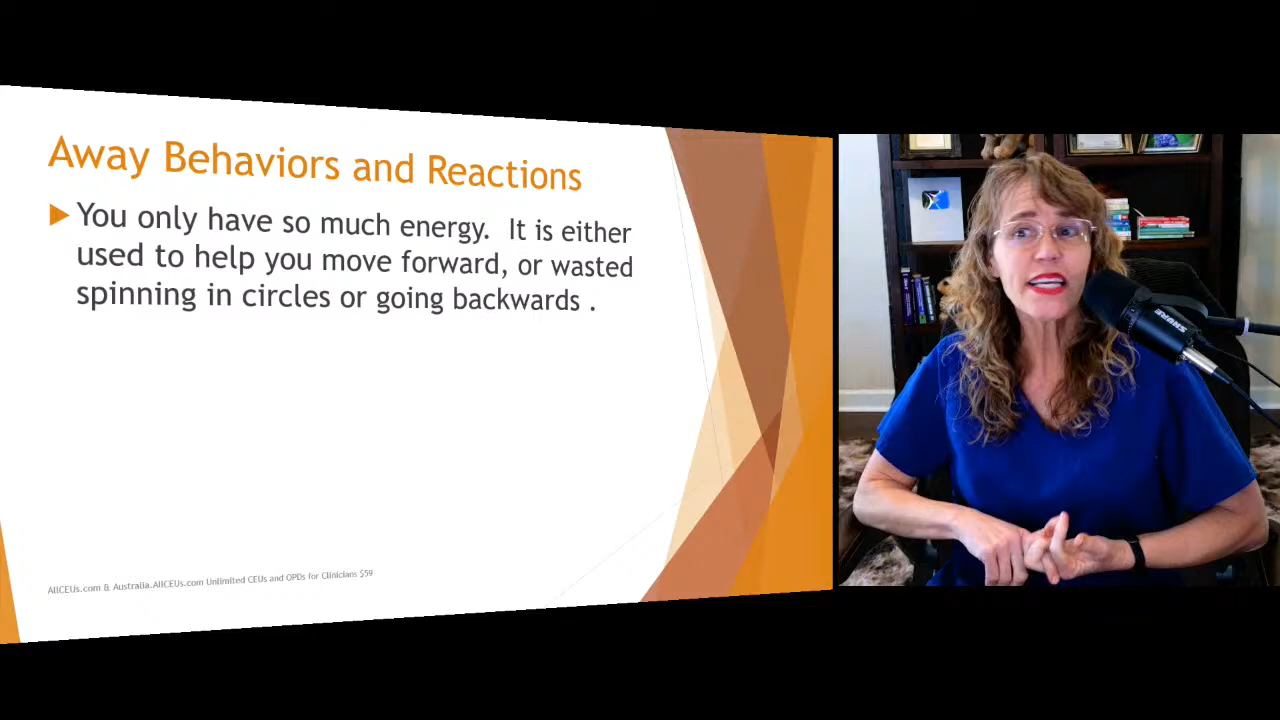 Away Behaviors and Reactions
You only have so much energy. It is either
used to help you move forward, or wasted
spinning in circles or going backwards .
AllCEUs.com & Australia.AllCEUs.com Unlimited CEUs and OPDs for Clinicians $59
SHURE